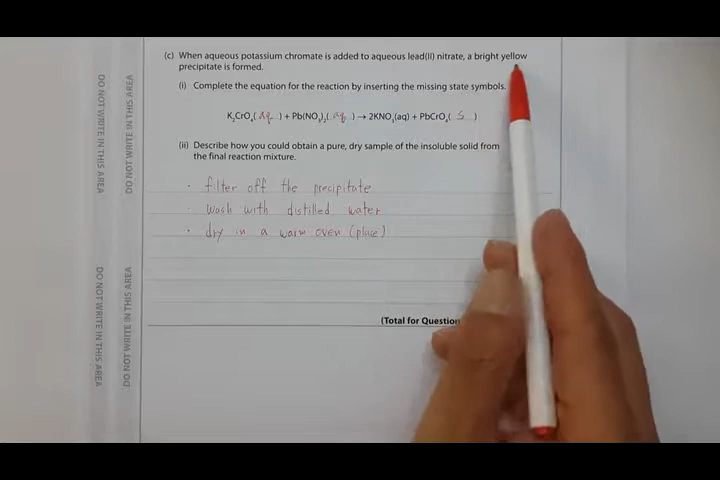 (c) When aqueous potassium chromate is added to aqueous lead(II) nitrate, a bright yellow
precipitate is formed.
(i) Complete the equation for the reaction by inserting the missing state symbols.
K₂CrO₄(aq) + Pb(NO₃)₂(aq) → 2KNO₃(aq) + PbCrO₄(s)
(ii) Describe how you could obtain a pure, dry sample of the insoluble solid from
the final reaction mixture.
· filter off the precipitate
· wash with distilled water
· dry in a warm oven (place)
(Total for Question
DO NOT WRITE IN THIS AREA
DO NOT WRITE IN THIS AREA
DO NOT WRITE IN THIS AREA
DO NOT WRITE IN THIS AREA